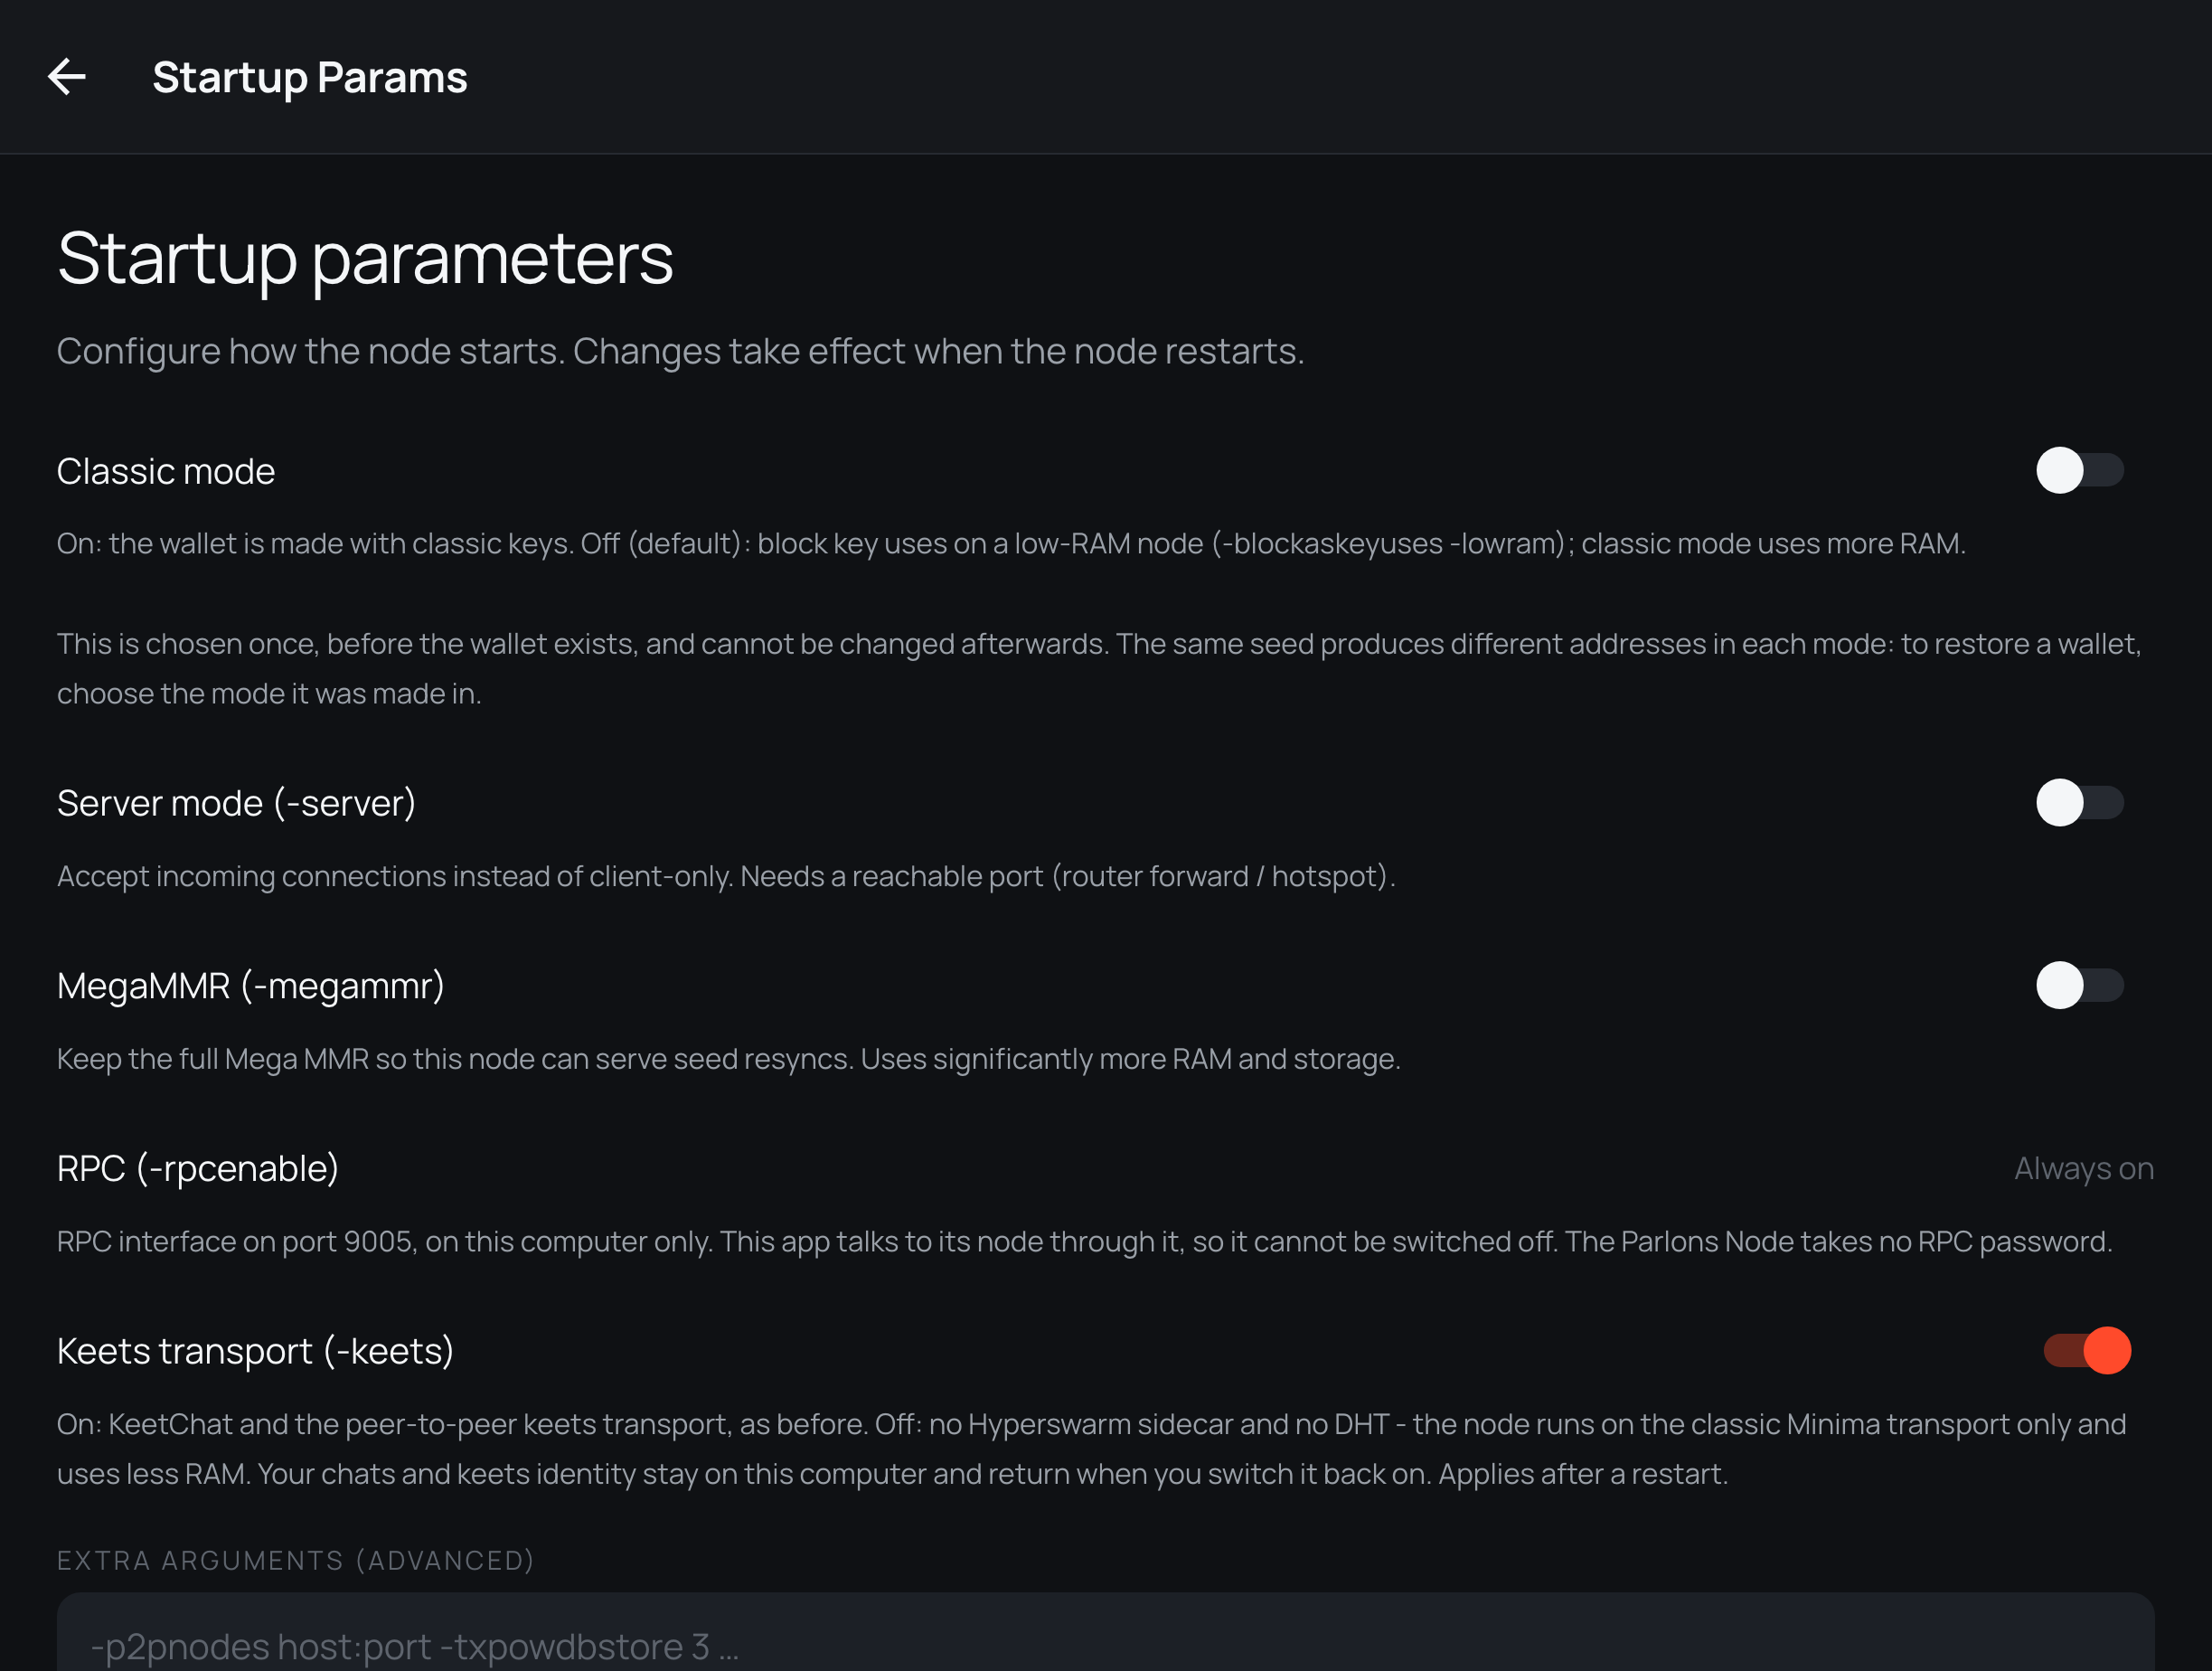 Startup Params
Startup parameters
Configure how the node starts. Changes take effect when the node restarts.
Classic mode
On: the wallet is made with classic keys. Off (default): block key uses on a low-RAM node (-blockaskeyuses -lowram); classic mode uses more RAM.
This is chosen once, before the wallet exists, and cannot be changed afterwards. The same seed produces different addresses in each mode: to restore a wallet,
choose the mode it was made in.
Server mode (-server)
Accept incoming connections instead of client-only. Needs a reachable port (router forward / hotspot).
MegaMMR (-megammr)
Keep the full Mega MMR so this node can serve seed resyncs. Uses significantly more RAM and storage.
RPC (-rpcenable)
Always on
RPC interface on port 9005, on this computer only. This app talks to its node through it, so it cannot be switched off. The Parlons Node takes no RPC password.
Keets transport (-keets)
On: KeetChat and the peer-to-peer keets transport, as before. Off: no Hyperswarm sidecar and no DHT - the node runs on the classic Minima transport only and
uses less RAM. Your chats and keets identity stay on this computer and return when you switch it back on. Applies after a restart.
EXTRA ARGUMENTS (ADVANCED)
-p2pnodes host:port -txpowdbstore 3 ...